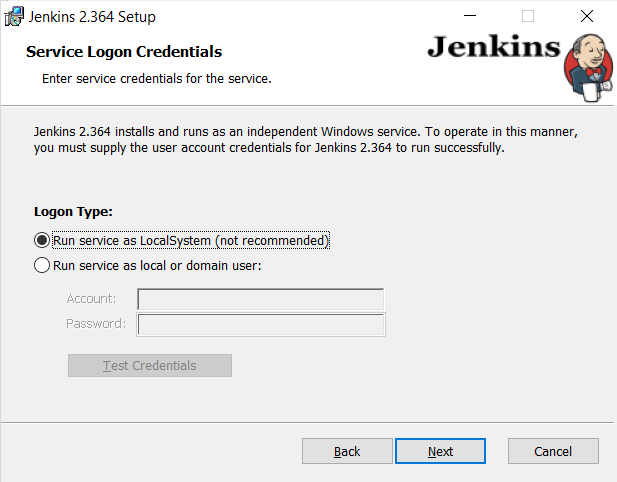 Jenkins 2.364 Setup
Service Logon Credentials
Enter service credentials for the service.
Jenkins
Jenkins 2.364 installs and runs as an independent Windows service. To operate in this manner,
you must supply the user account credentials for Jenkins 2.364 to run successfully.
Logon Type:
Run service as LocalSystem (not recommended)
Run service as local or domain user:
Account:
Password:
Test Credentials
Back Next Cancel